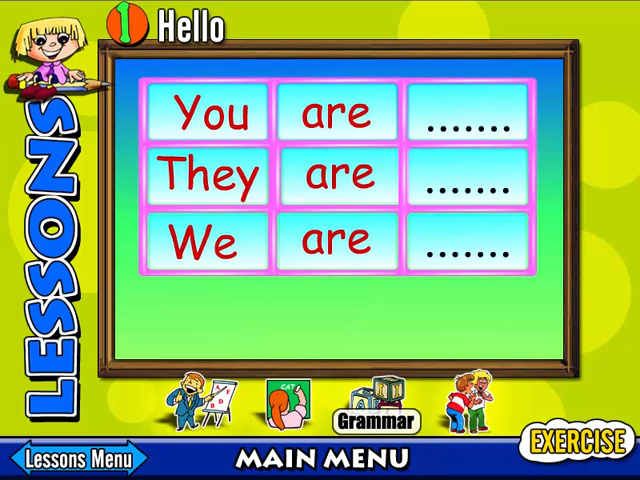 1 Hello
LESSONS
You are .......
They are .......
We are .......
CAT
Grammar
Lessons Menu
MAIN MENU
EXERCISE